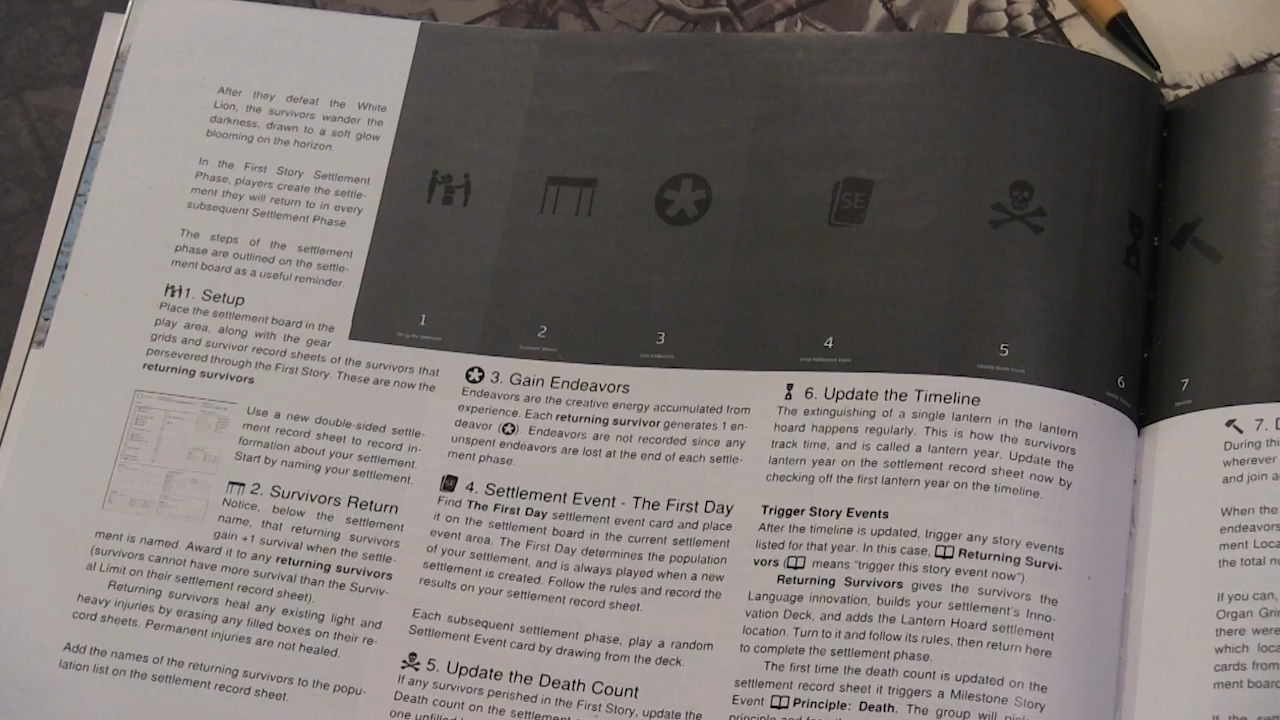 After they defeat the White
Lion, the survivors wander the
darkness, drawn to a soft glow
blooming on the horizon.
In the First Story Settlement
Phase, players create the settle-
ment they will return to in every
subsequent Settlement Phase.
The steps of the settlement
phase are outlined on the settle-
ment board as a useful reminder.
1. Setup
Place the settlement board in the
play area, along with the gear
grids and survivor record sheets of the survivors that
persevered through the First Story. These are now the
returning survivors.
Use a new double-sided settle-
ment record sheet to record in-
formation about your settlement.
Start by naming your settlement.
2. Survivors Return
Notice, below the settlement
name, that returning survivors
gain +1 survival when the settle-
ment is named. Award it to any returning survivors
(survivors cannot have more survival than the Surviv-
al Limit on their settlement record sheet).
Returning survivors heal any existing light and
heavy injuries by erasing any filled boxes on their re-
cord sheets. Permanent injuries are not healed.
Add the names of the returning survivors to the popu-
lation list on the settlement record sheet.
SE
1
2
3
4
5
6
7
3. Gain Endeavors
Endeavors are the creative energy accumulated from
experience. Each returning survivor generates 1 en-
deavor ( ). Endeavors are not recorded since any
unspent endeavors are lost at the end of each settle-
ment phase.
4. Settlement Event - The First Day
Find The First Day settlement event card and place
it on the settlement board in the current settlement
event area. The First Day determines the population
of your settlement, and is always played when a new
settlement is created. Follow the rules and record the
results on your settlement record sheet.
Each subsequent settlement phase, play a random
Settlement Event card by drawing from the deck.
5. Update the Death Count
If any survivors perished in the First Story, update the
Death count on the settlement
one unfilled
6. Update the Timeline
The extinguishing of a single lantern in the lantern
hoard happens regularly. This is how the survivors
track time, and is called a lantern year. Update the
lantern year on the settlement record sheet now by
checking off the first lantern year on the timeline.
Trigger Story Events
After the timeline is updated, trigger any story events
listed for that year. In this case, Returning Survi-
vors ( means "trigger this story event now").
Returning Survivors gives the survivors the
Language innovation, builds your settlement's Inno-
vation Deck, and adds the Lantern Hoard settlement
location. Turn to it and follow its rules, then return here
to complete the settlement phase.
The first time the death count is updated on the
settlement record sheet it triggers a Milestone Story
Event Principle: Death. The group will
7.
During
wherever
and join
When the
endeavors
ment
the total
If you can,
Organ
there were
which
cards from
ment